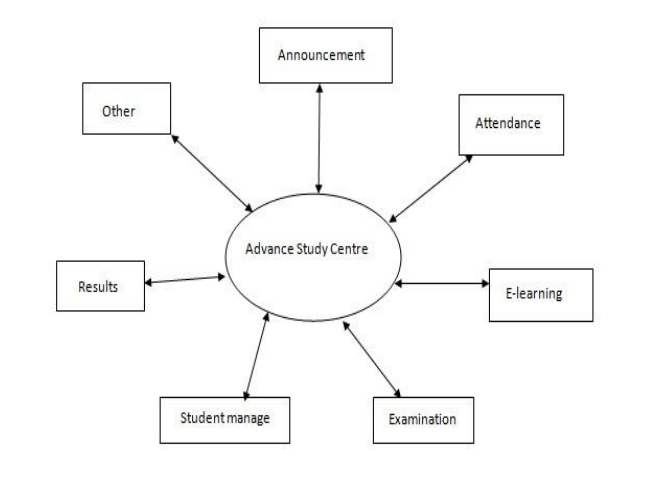 Announcement
Other
Attendance
Advance Study Centre
Results
E-learning
Student manage
Examination